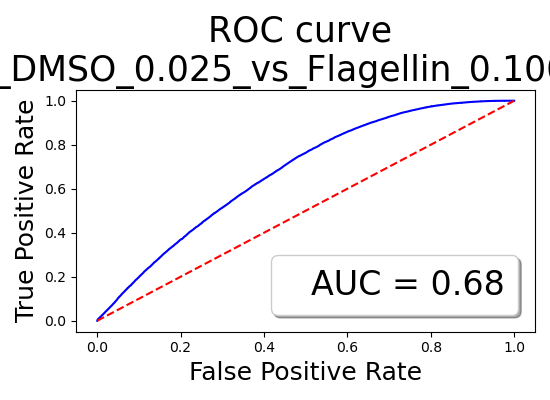 ROC curve
_DMSO_0.025_vs_Flagellin_0.100
True Positive Rate
1.0
0.8
0.6
0.4
0.2
0.0
AUC = 0.68
0.0 0.2 0.4 0.6 0.8 1.0
False Positive Rate